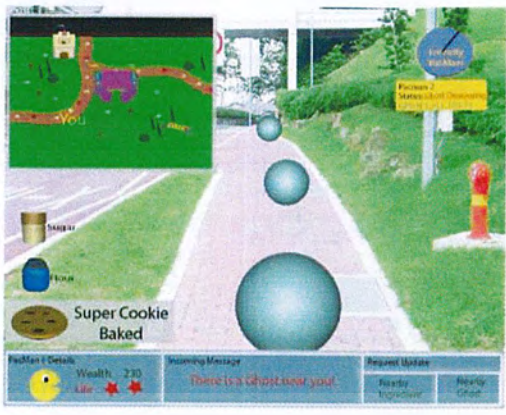 You
Pacman 2
Sugar
Flour
Super Cookie
Baked
PacMan 1 Details
Wealth 230
Life
Incoming Message
There is a Ghost near you!
Request Update
Nearby
Ingredient
Nearby
Ghost